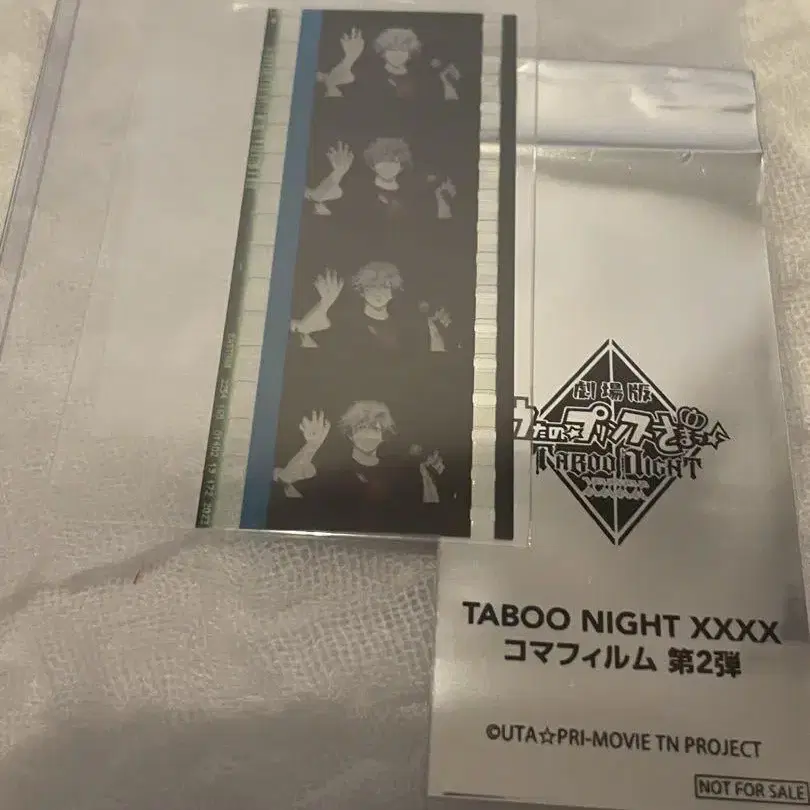 劇場版
うたの☆プリンスさまっ♪
TABOO NIGHT
XXXX
TABOO NIGHT XXXX
コマフィルム 第2弾
©UTA☆PRI-MOVIE TN PROJECT
NOT FOR SALE